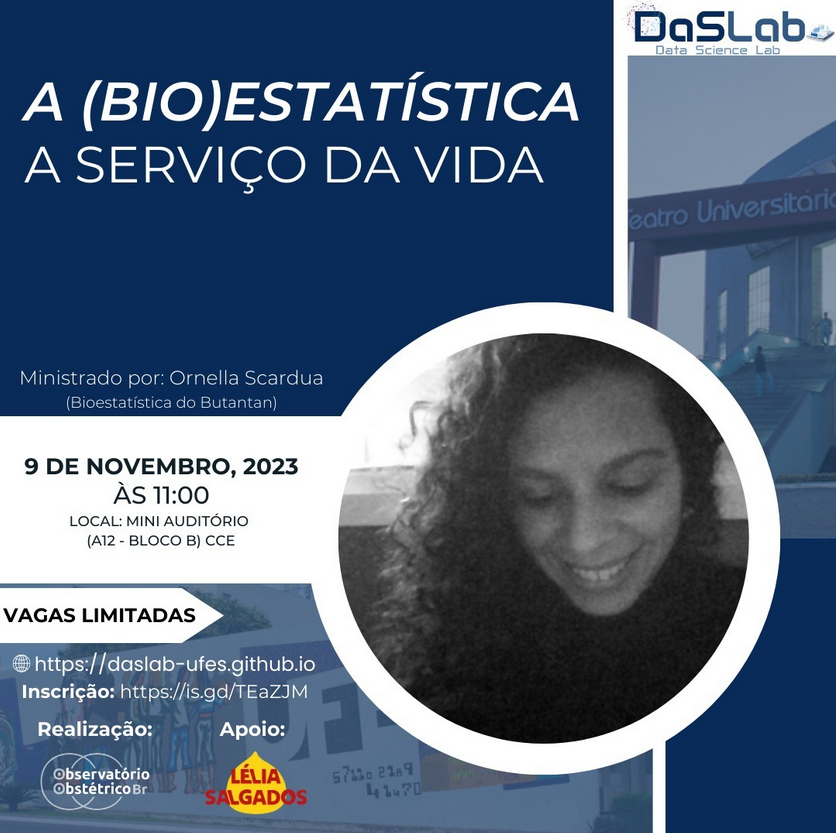 DaSLab
Data Science Lab
A (BIO)ESTATÍSTICA
A SERVIÇO DA VIDA
Teatro Universitário
Ministrado por: Ornella Scardua
(Bioestatística do Butantan)
9 DE NOVEMBRO, 2023
ÀS 11:00
LOCAL: MINI AUDITÓRIO
(A12 - BLOCO B) CCE
VAGAS LIMITADAS
https://daslab-ufes.github.io
Inscrição: https://is.gd/TEaZJM
Realização:
Apoio:
Observatório
Obstétrico Br
LÉLIA
SALGADOS
UF